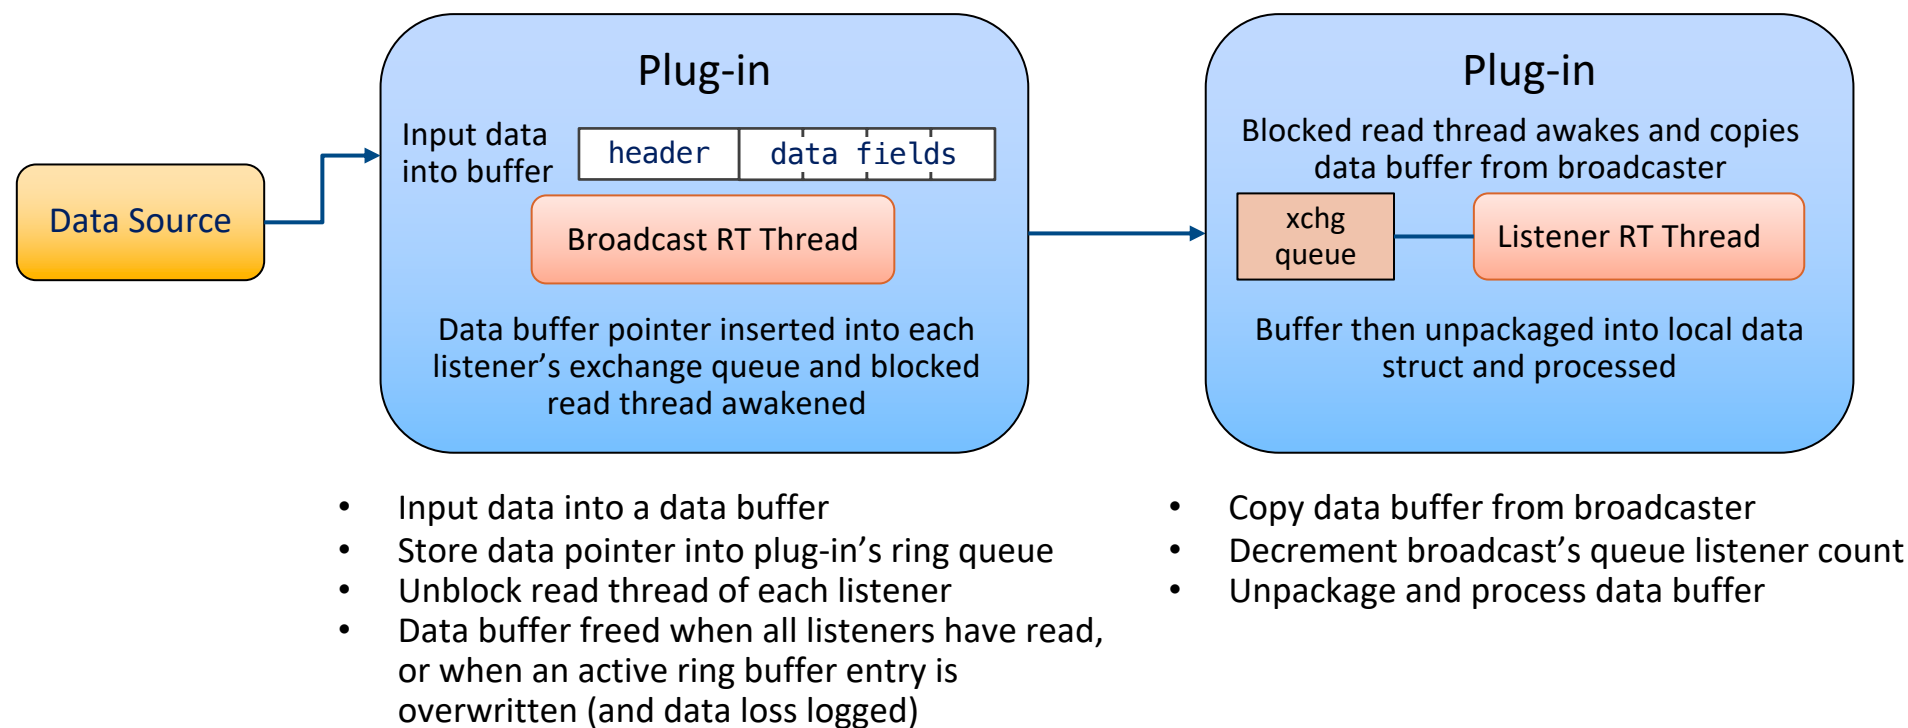 Data Source
Plug-in
Input data
into buffer
header
data fields
Broadcast RT Thread
Data buffer pointer inserted into each
listener’s exchange queue and blocked
read thread awakened
Plug-in
Blocked read thread awakes and copies
data buffer from broadcaster
xchg
queue
Listener RT Thread
Buffer then unpackaged into local data
struct and processed
• Input data into a data buffer
• Store data pointer into plug-in’s ring queue
• Unblock read thread of each listener
• Data buffer freed when all listeners have read,
or when an active ring buffer entry is
overwritten (and data loss logged)
• Copy data buffer from broadcaster
• Decrement broadcast’s queue listener count
• Unpackage and process data buffer